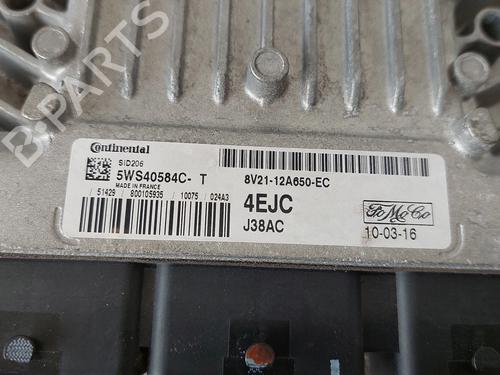 B-PARTS
Continental
SID206
5WS40584C- T
MADE IN FRANCE
51429 / 800105935 / 10075 / 024A3
8V21-12A650-EC
4EJC
J38AC
FoMoCo
10-03-16